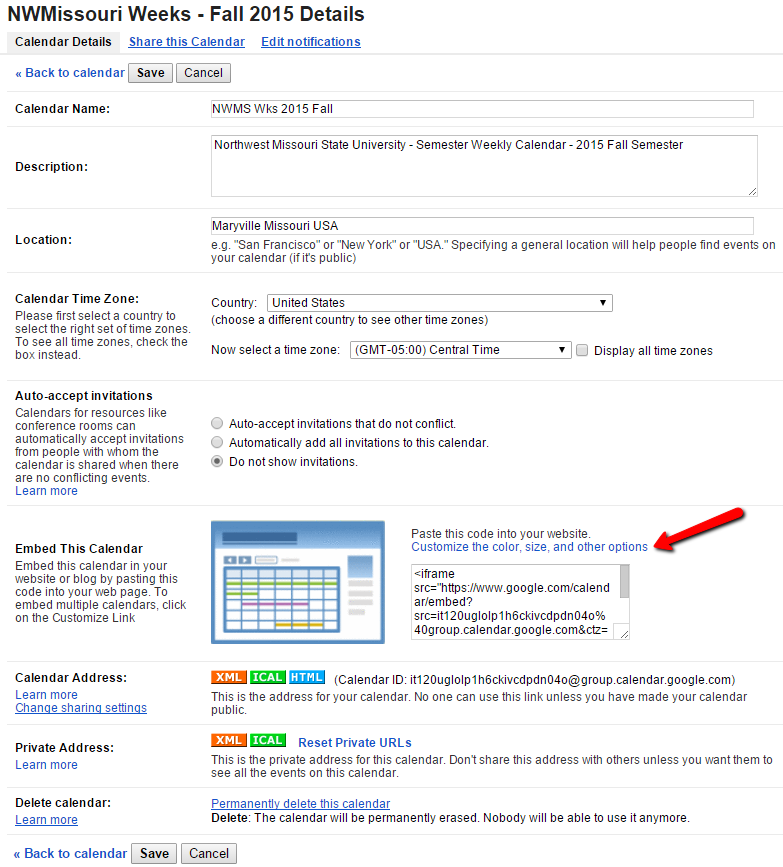 NWMissouri Weeks - Fall 2015 Details
Calendar Details Share this Calendar Edit notifications
« Back to calendar Save Cancel
Calendar Name: NWMS Wks 2015 Fall
Description:
Northwest Missouri State University - Semester Weekly Calendar - 2015 Fall Semester
Location:
Maryville Missouri USA
e.g. "San Francisco" or "New York" or "USA." Specifying a general location will help people find events on
your calendar (if it's public)
Calendar Time Zone:
Please first select a country to
select the right set of time zones.
To see all time zones, check the
box instead.
Country: United States
(choose a different country to see other time zones)
Now select a time zone: (GMT-05:00) Central Time Display all time zones
Auto-accept invitations
Calendars for resources like
conference rooms can
automatically accept invitations
from people with whom the
calendar is shared when there
are no conflicting events.
Learn more
Auto-accept invitations that do not conflict.
Automatically add all invitations to this calendar.
Do not show invitations.
Embed This Calendar
Embed this calendar in your
website or blog by pasting this
code into your web page. To
embed multiple calendars, click
on the Customize Link
Paste this code into your website.
Customize the color, size, and other options
<iframe
src="https://www.google.com/calend
ar/embed?
src=it120uglolp1h6ckivcdpdn04o%
40group.calendar.google.com&ctz=
Calendar Address:
Learn more
Change sharing settings
XML ICAL HTML (Calendar ID: it120uglolp1h6ckivcdpdn04o@group.calendar.google.com)
This is the address for your calendar. No one can use this link unless you have made your calendar
public.
Private Address:
Learn more
XML ICAL Reset Private URLs
This is the private address for this calendar. Don't share this address with others unless you want them to
see all the events on this calendar.
Delete calendar:
Learn more
Permanently delete this calendar
Delete: The calendar will be permanently erased. Nobody will be able to use it anymore.
« Back to calendar Save Cancel